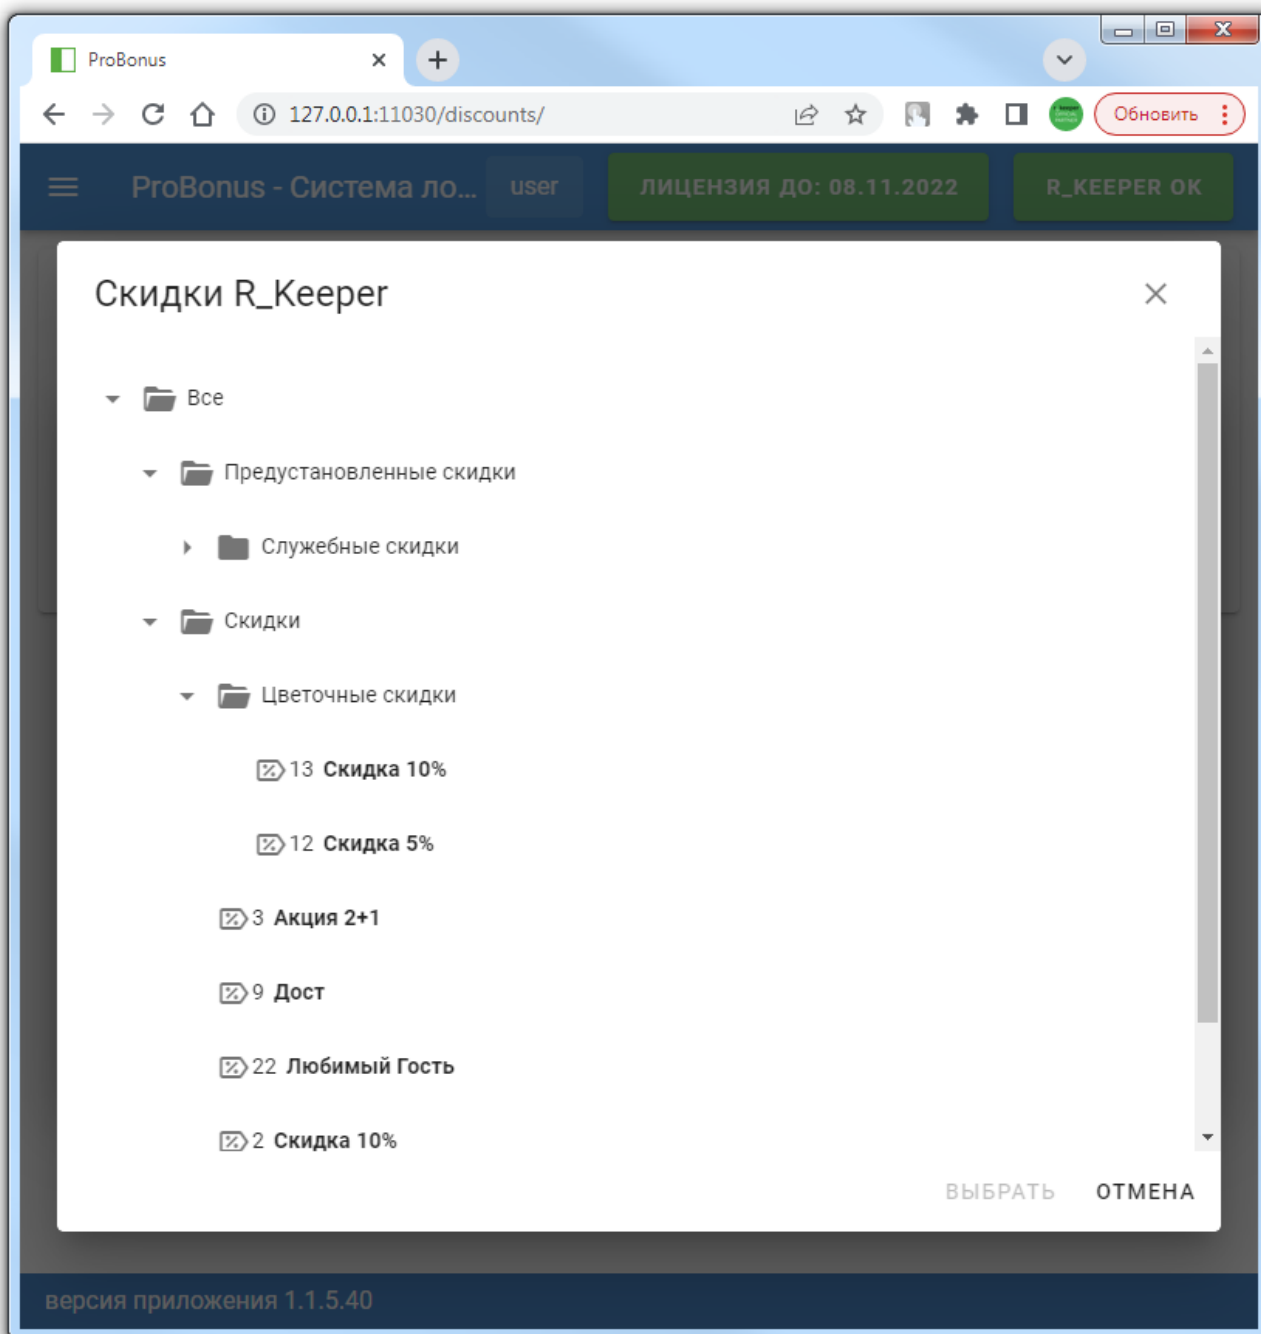 ProBonus
127.0.0.1:11030/discounts/
Обновить
ProBonus - Система ло...
user
ЛИЦЕНЗИЯ ДО: 08.11.2022
R_KEEPER OK
Скидки R_Keeper
Все
Предустановленные скидки
Служебные скидки
Скидки
Цветочные скидки
13 Скидка 10%
12 Скидка 5%
3 Акция 2+1
9 Дост
22 Любимый Гость
2 Скидка 10%
ВЫБРАТЬ
ОТМЕНА
версия приложения 1.1.5.40